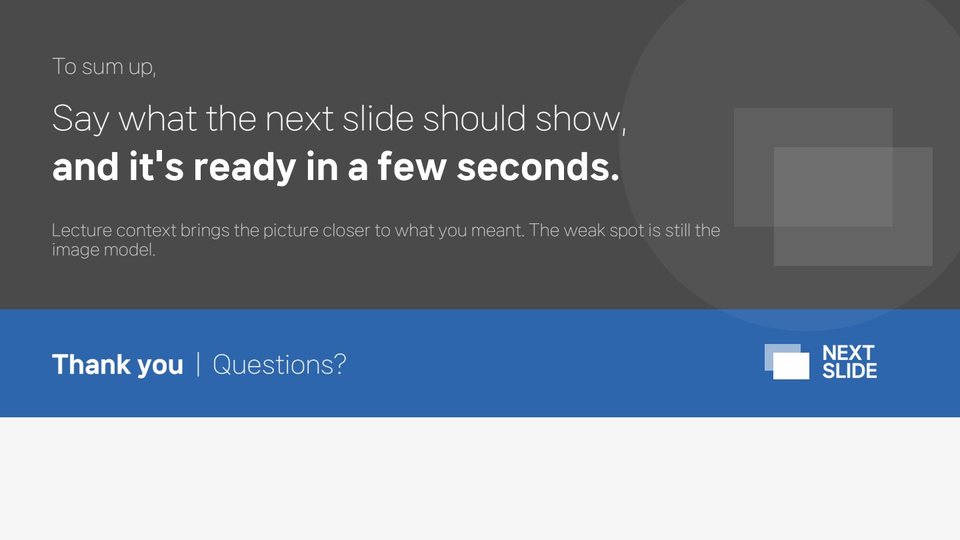 To sum up,
Say what the next slide should show,
and it's ready in a few seconds.
Lecture context brings the picture closer to what you meant. The weak spot is still the
image model.
Thank you | Questions?
NEXT
SLIDE